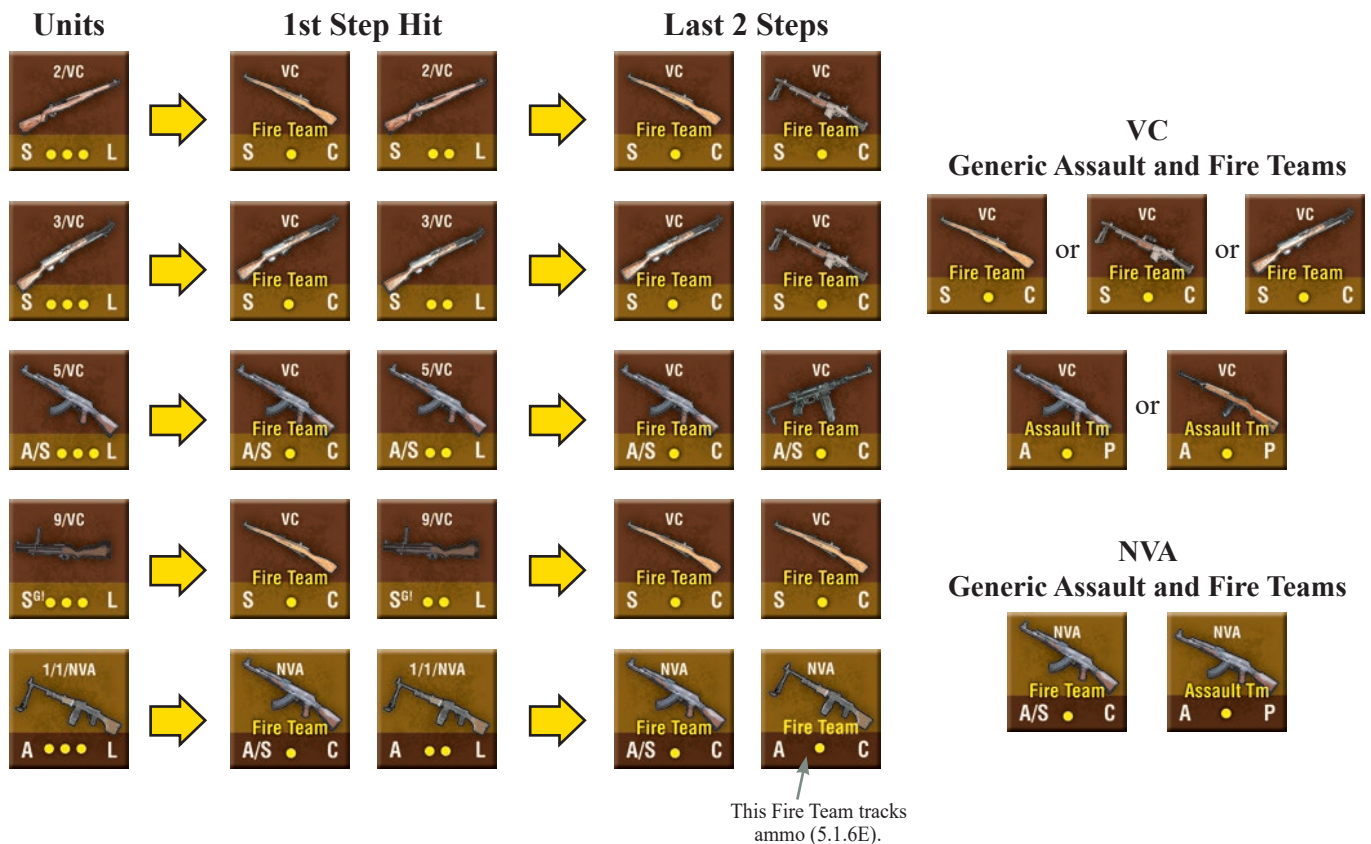 Units
1st Step Hit
Last 2 Steps
2/VC
S L
VC
Fire Team
S C
2/VC
S L
VC
Fire Team
S C
VC
Fire Team
S C
3/VC
S L
VC
Fire Team
S C
3/VC
S L
VC
Fire Team
S C
VC
Fire Team
S C
5/VC
A/S L
VC
Fire Team
A/S C
5/VC
A/S L
VC
Fire Team
A/S C
VC
Fire Team
A/S C
9/VC
SG! L
VC
Fire Team
S C
9/VC
SG! L
VC
Fire Team
S C
VC
Fire Team
S C
1/1/NVA
A L
NVA
Fire Team
A/S C
1/1/NVA
A L
NVA
Fire Team
A/S C
NVA
Fire Team
A C
This Fire Team tracks
ammo (5.1.6E).
VC
Generic Assault and Fire Teams
VC
Fire Team
S C
or
VC
Fire Team
S C
or
VC
Fire Team
S C
VC
Assault Tm
A P
or
VC
Assault Tm
A P
NVA
Generic Assault and Fire Teams
NVA
Fire Team
A/S C
NVA
Assault Tm
A P